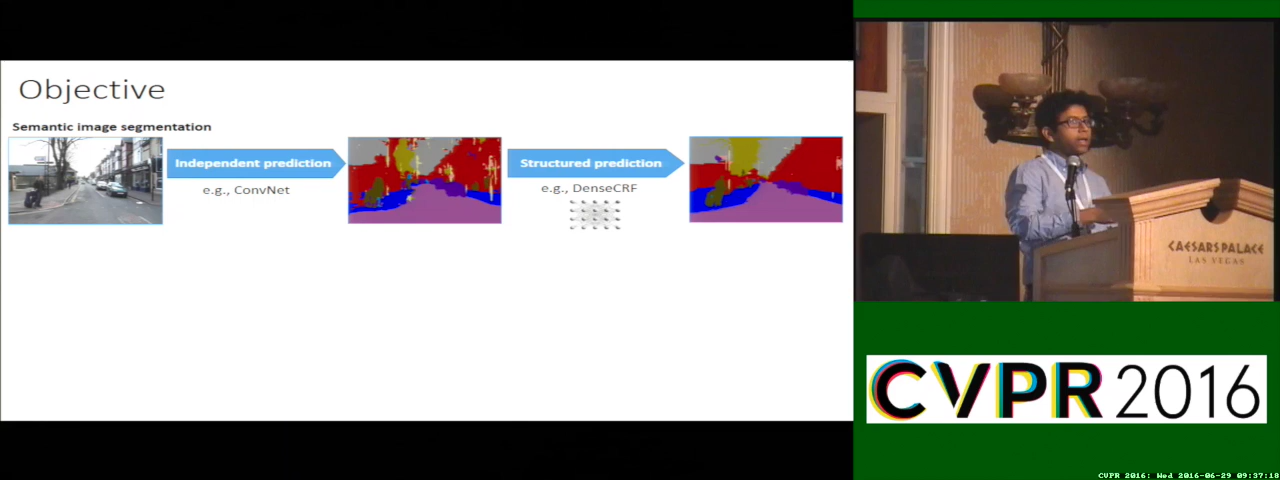 Objective
Semantic image segmentation
Independent prediction
e.g., ConvNet
Structured prediction
e.g., DenseCRF
CAESARS PALACE
LAS VEGAS
CVPR 2016
CVPR 2016: Wed 2016-06-29 09:37:18